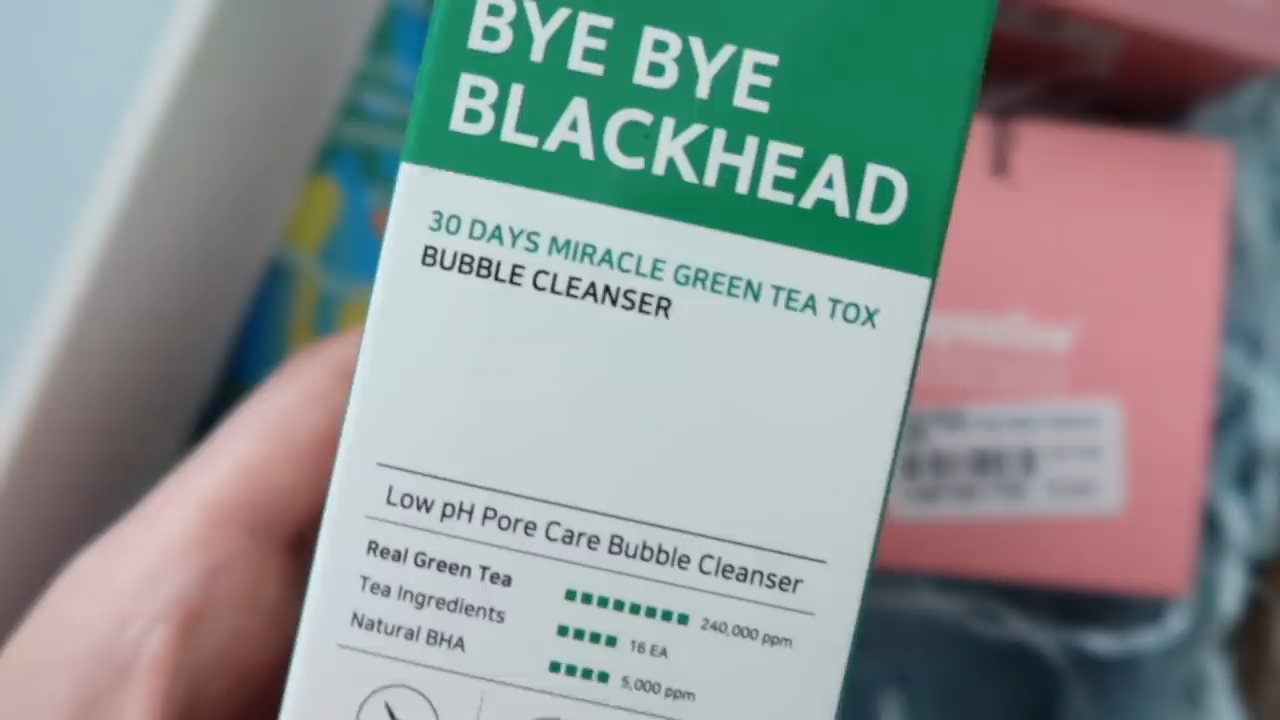 BYE BYE
BLACKHEAD
30 DAYS MIRACLE GREEN TEA TOX
BUBBLE CLEANSER
Low pH Pore Care Bubble Cleanser
Real Green Tea 240,000 ppm
Tea Ingredients 16 EA
Natural BHA 5,000 ppm